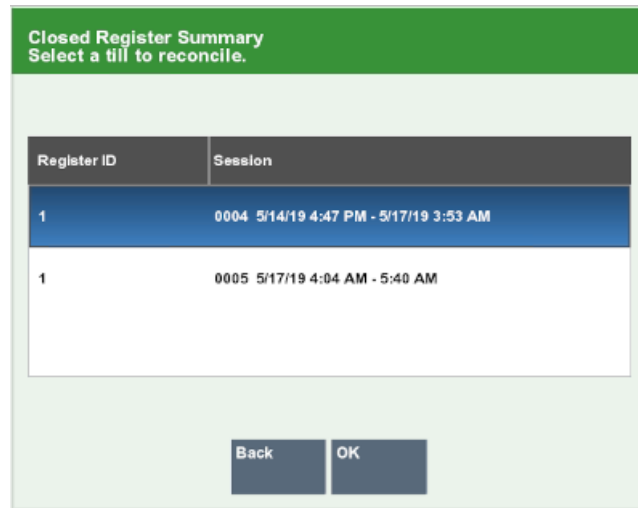 Closed Register Summary
Select a till to reconcile.
Register ID Session
1 0004 5/14/19 4:47 PM - 5/17/19 3:53 AM
1 0005 5/17/19 4:04 AM - 5:40 AM
Back OK